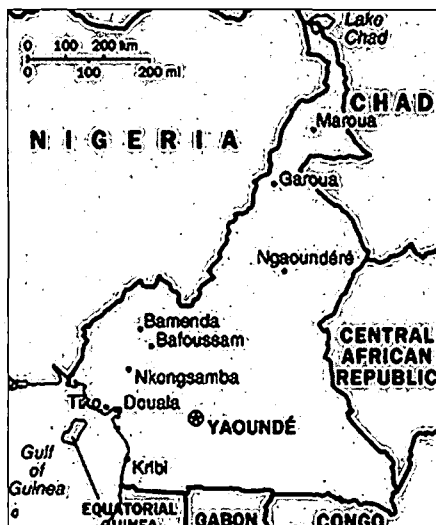 Lake
Chad
0 100 200 km
0 100 200 mi
CHAD
Maroua
NIGERIA
Garoua
Ngaoundéré
Bamenda
Bafoussam
CENTRAL
AFRICAN
REPUBLIC
Nkongsamba
Tiko
Douala
YAOUNDÉ
Gulf
of
Guinea
Kribi
EQUATORIAL
GUINEA
GABON
CONGO